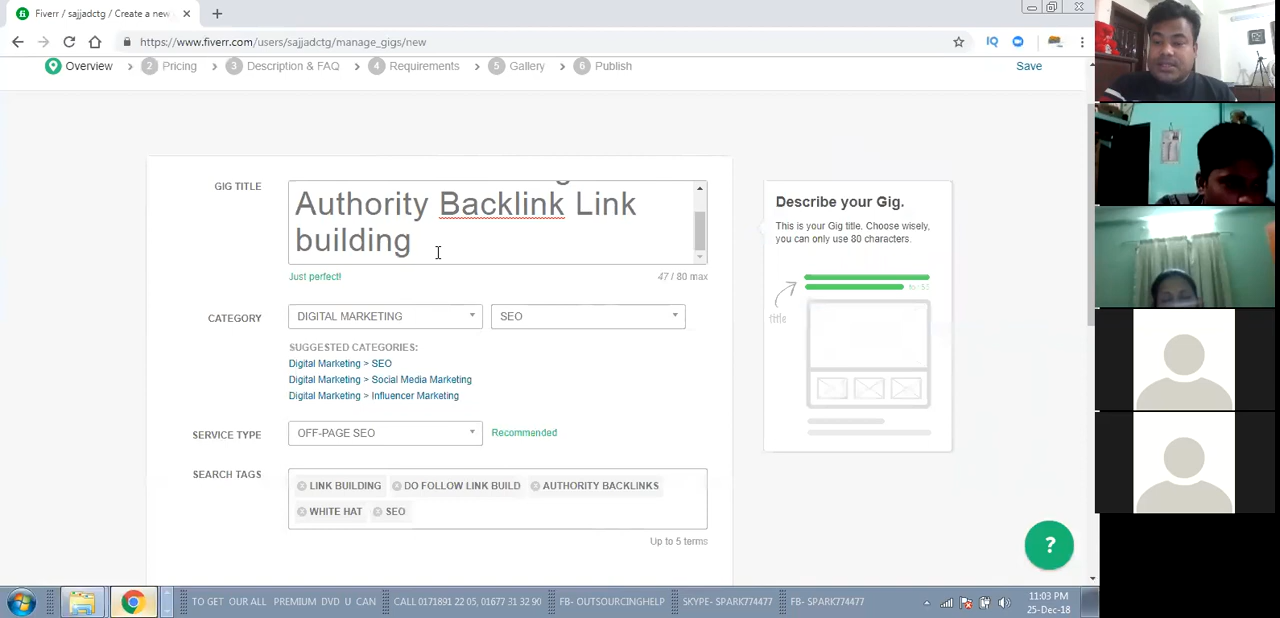 Fiverr / sajjadctg / Create a new
https://www.fiverr.com/users/sajjadctg/manage_gigs/new
IQ
Overview > 2 Pricing > 3 Description & FAQ > 4 Requirements > 5 Gallery > 6 Publish
Save
GIG TITLE
Authority Backlink Link
building
Just perfect!
47 / 80 max
Describe your Gig.
This is your Gig title. Choose wisely,
you can only use 80 characters.
title
CATEGORY
DIGITAL MARKETING
SEO
SUGGESTED CATEGORIES:
Digital Marketing > SEO
Digital Marketing > Social Media Marketing
Digital Marketing > Influencer Marketing
SERVICE TYPE
OFF-PAGE SEO
Recommended
SEARCH TAGS
LINK BUILDING
DO FOLLOW LINK BUILD
AUTHORITY BACKLINKS
WHITE HAT
SEO
Up to 5 terms
?
TO GET OUR ALL PREMIUM DVD U CAN
CALL 0171891 22 05, 01677 31 32 90
FB- OUTSOURCINGHELP
SKYPE- SPARK774477
FB- SPARK774477
11:03 PM
25-Dec-18